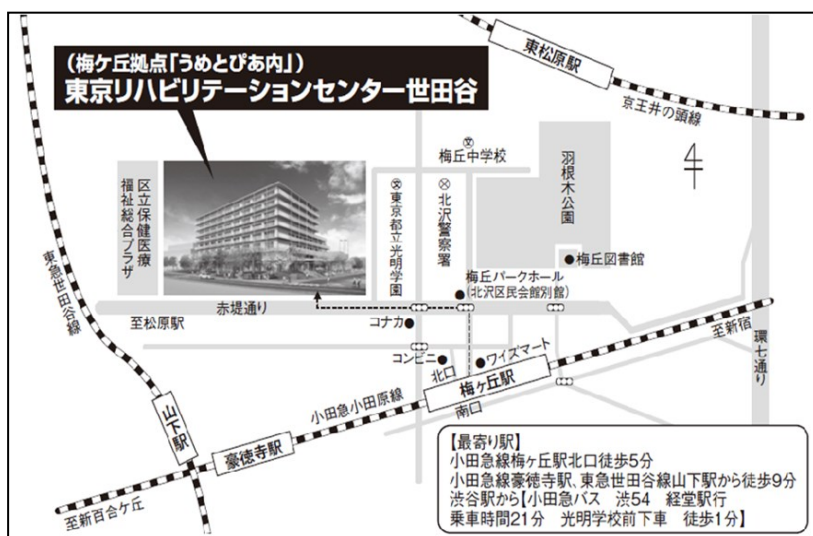 (梅ケ丘拠点「うめとぴあ内」)
東京リハビリテーションセンター世田谷
東松原駅
京王井の頭線
梅丘中学校
羽根木公園
区立保健医療
福祉総合プラザ
東京都立光明学園
北沢警察署
梅丘図書館
梅丘パークホール
(北沢区民会館別館)
東急世田谷線
赤堤通り
至松原駅
コナカ
コンビニ
ワイズマート
北口
梅ヶ丘駅
南口
至新宿
環七通り
小田急小田原線
山下駅
豪徳寺駅
至新百合ケ丘
【最寄り駅】
小田急線梅ヶ丘駅北口徒歩5分
小田急線豪徳寺駅、東急世田谷線山下駅から徒歩9分
渋谷駅から【小田急バス 渋54 経堂駅行
乗車時間21分 光明学校前下車 徒歩1分】